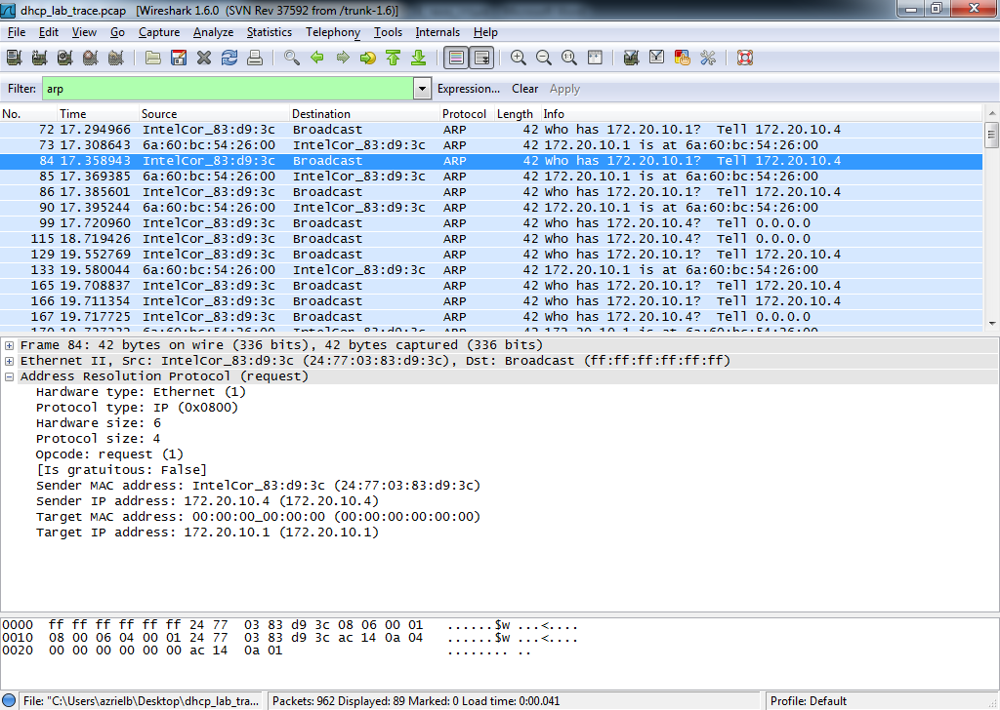 dhcp_lab_trace.pcap [Wireshark 1.6.0 (SVN Rev 37592 from /trunk-1.6)]
File Edit View Go Capture Analyze Statistics Telephony Tools Internals Help
Filter: arp Expression... Clear Apply
No. Time Source Destination Protocol Length Info
72 17.294966 IntelCor_83:d9:3c Broadcast ARP 42 Who has 172.20.10.1? Tell 172.20.10.4
73 17.308643 6a:60:bc:54:26:00 IntelCor_83:d9:3c ARP 42 172.20.10.1 is at 6a:60:bc:54:26:00
84 17.358943 IntelCor_83:d9:3c Broadcast ARP 42 Who has 172.20.10.1? Tell 172.20.10.4
85 17.369385 6a:60:bc:54:26:00 IntelCor_83:d9:3c ARP 42 172.20.10.1 is at 6a:60:bc:54:26:00
86 17.385601 IntelCor_83:d9:3c Broadcast ARP 42 Who has 172.20.10.1? Tell 172.20.10.4
90 17.395244 6a:60:bc:54:26:00 IntelCor_83:d9:3c ARP 42 172.20.10.1 is at 6a:60:bc:54:26:00
99 17.720960 IntelCor_83:d9:3c Broadcast ARP 42 Who has 172.20.10.4? Tell 0.0.0.0
115 18.719426 IntelCor_83:d9:3c Broadcast ARP 42 Who has 172.20.10.4? Tell 0.0.0.0
129 19.552769 IntelCor_83:d9:3c Broadcast ARP 42 Who has 172.20.10.1? Tell 172.20.10.4
133 19.580044 6a:60:bc:54:26:00 IntelCor_83:d9:3c ARP 42 172.20.10.1 is at 6a:60:bc:54:26:00
165 19.708837 IntelCor_83:d9:3c Broadcast ARP 42 Who has 172.20.10.1? Tell 172.20.10.4
166 19.711354 IntelCor_83:d9:3c Broadcast ARP 42 Who has 172.20.10.1? Tell 172.20.10.4
167 19.717725 IntelCor_83:d9:3c Broadcast ARP 42 Who has 172.20.10.4? Tell 0.0.0.0
Frame 84: 42 bytes on wire (336 bits), 42 bytes captured (336 bits)
Ethernet II, Src: IntelCor_83:d9:3c (24:77:03:83:d9:3c), Dst: Broadcast (ff:ff:ff:ff:ff:ff)
Address Resolution Protocol (request)
Hardware type: Ethernet (1)
Protocol type: IP (0x0800)
Hardware size: 6
Protocol size: 4
Opcode: request (1)
[Is gratuitous: False]
Sender MAC address: IntelCor_83:d9:3c (24:77:03:83:d9:3c)
Sender IP address: 172.20.10.4 (172.20.10.4)
Target MAC address: 00:00:00_00:00:00 (00:00:00:00:00:00)
Target IP address: 172.20.10.1 (172.20.10.1)
0000 ff ff ff ff ff ff 24 77 03 83 d9 3c 08 06 00 01 ......$w ...<....
0010 08 00 06 04 00 01 24 77 03 83 d9 3c ac 14 0a 04 ......$w ...<....
0020 00 00 00 00 00 00 ac 14 0a 01 ........ ..
File: "C:\Users\azrielb\Desktop\dhcp_lab_tra... Packets: 962 Displayed: 89 Marked: 0 Load time: 0:00.041 Profile: Default